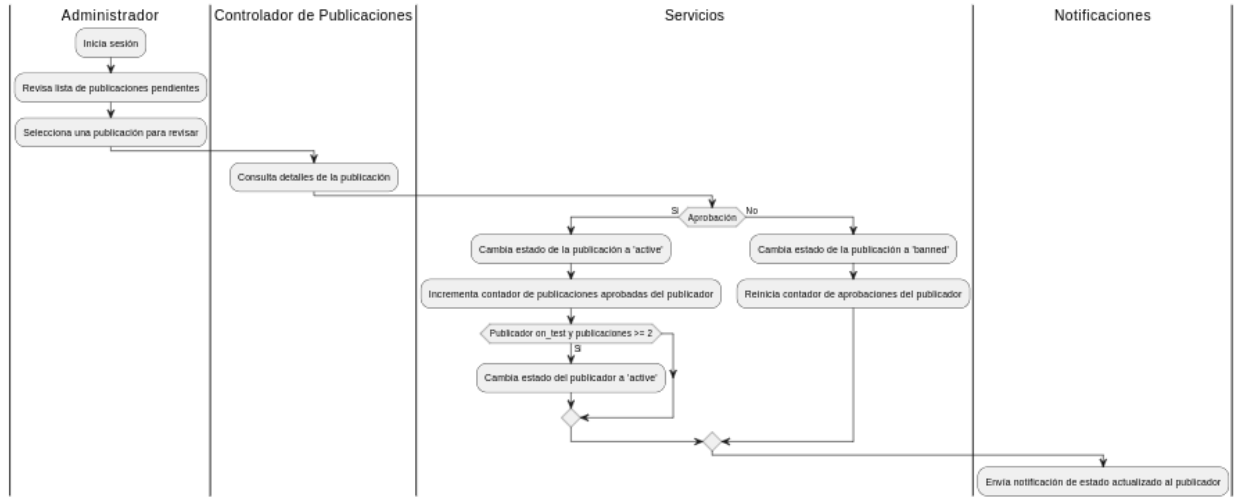 Administrador
Controlador de Publicaciones
Servicios
Notificaciones
Inicia sesión
Revisa lista de publicaciones pendientes
Selecciona una publicación para revisar
Consulta detalles de la publicación
Si
Aprobación
No
Cambia estado de la publicación a 'active'
Cambia estado de la publicación a 'banned'
Incrementa contador de publicaciones aprobadas del publicador
Reinicia contador de aprobaciones del publicador
Publicador on_test y publicaciones >= 2
Si
Cambia estado del publicador a 'active'
Envía notificación de estado actualizado al publicador